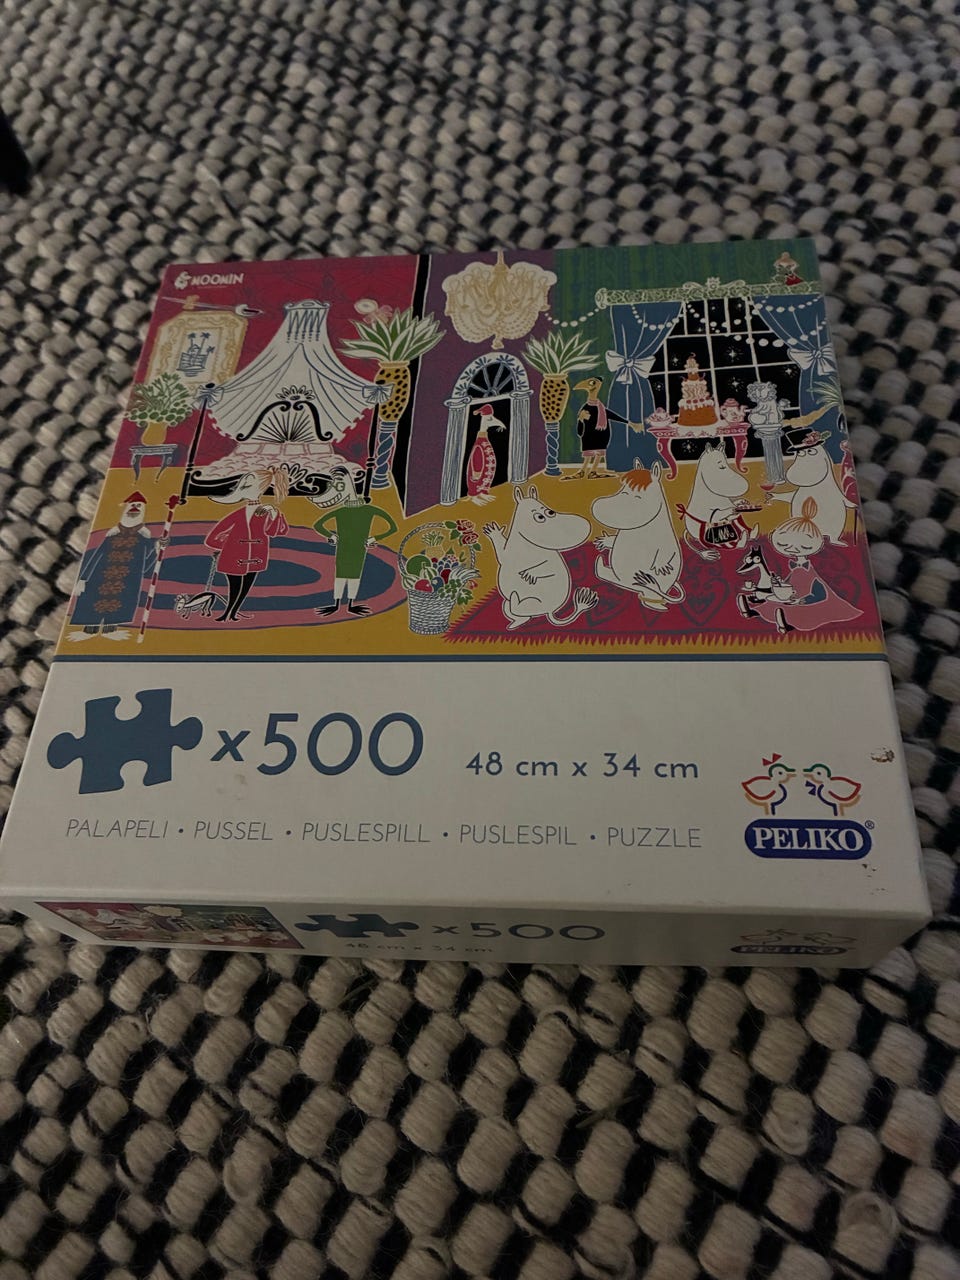 MOOMIN
x500
48 cm x 34 cm
PALAPELI • PUSSEL • PUSLESPILL • PUSLESPIL • PUZZLE
PELIKO®
x500
48 cm x 34 cm
PELIKO